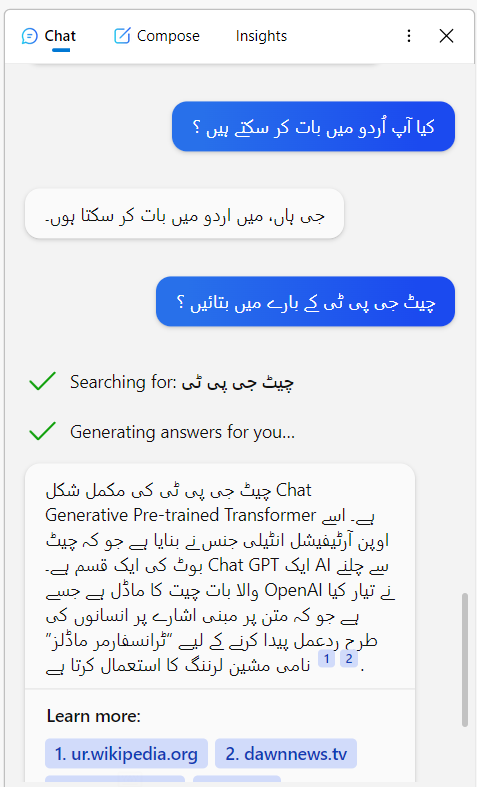 Chat Compose Insights
کیا آپ اُردو میں بات کر سکتے ہیں ؟
جی ہاں، میں اردو میں بات کر سکتا ہوں۔
چیٹ جی پی ٹی کے بارے میں بتائیں ؟
Searching for: چیٹ جی پی ٹی
Generating answers for you...
چیٹ جی پی ٹی کی مکمل شکل Chat
Generative Pre-trained Transformer ہے۔ اسے
اوپن آرٹیفیشل انٹیلی جنس نے بنایا ہے جو کہ چیٹ
بوٹ کی ایک قسم ہے۔ Chat GPT ایک AI سے چلنے
والا بات چیت کا ماڈل ہے جسے OpenAI نے تیار کیا
ہے جو کہ متن پر مبنی اشارے پر انسانوں کی
طرح ردعمل پیدا کرنے کے لیے “ٹرانسفارمر ماڈلز”
نامی مشین لرننگ کا استعمال کرتا ہے 1 2 .
Learn more:
1. ur.wikipedia.org 2. dawnnews.tv